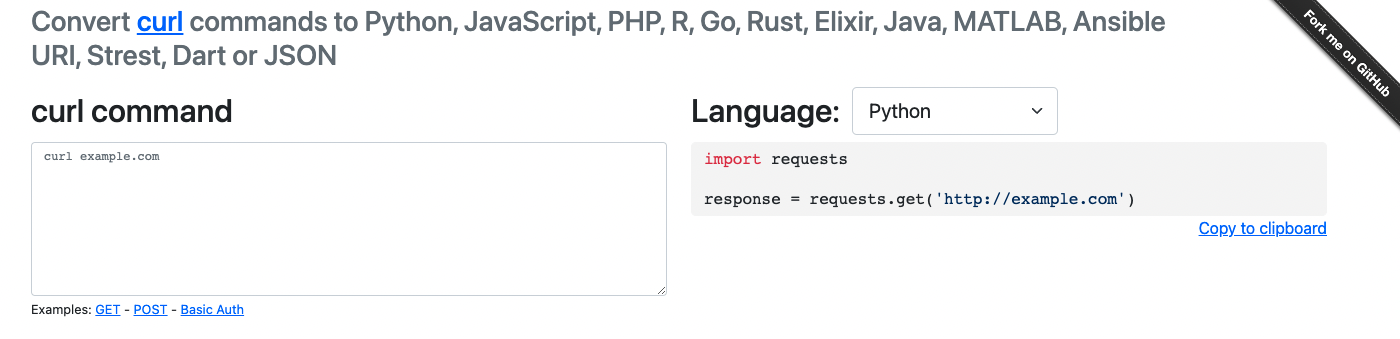 Convert curl commands to Python, JavaScript, PHP, R, Go, Rust, Elixir, Java, MATLAB, Ansible
URI, Strest, Dart or JSON
Fork me on GitHub
curl command
Language: Python
curl example.com
import requests
response = requests.get('http://example.com')
Copy to clipboard
Examples: GET - POST - Basic Auth